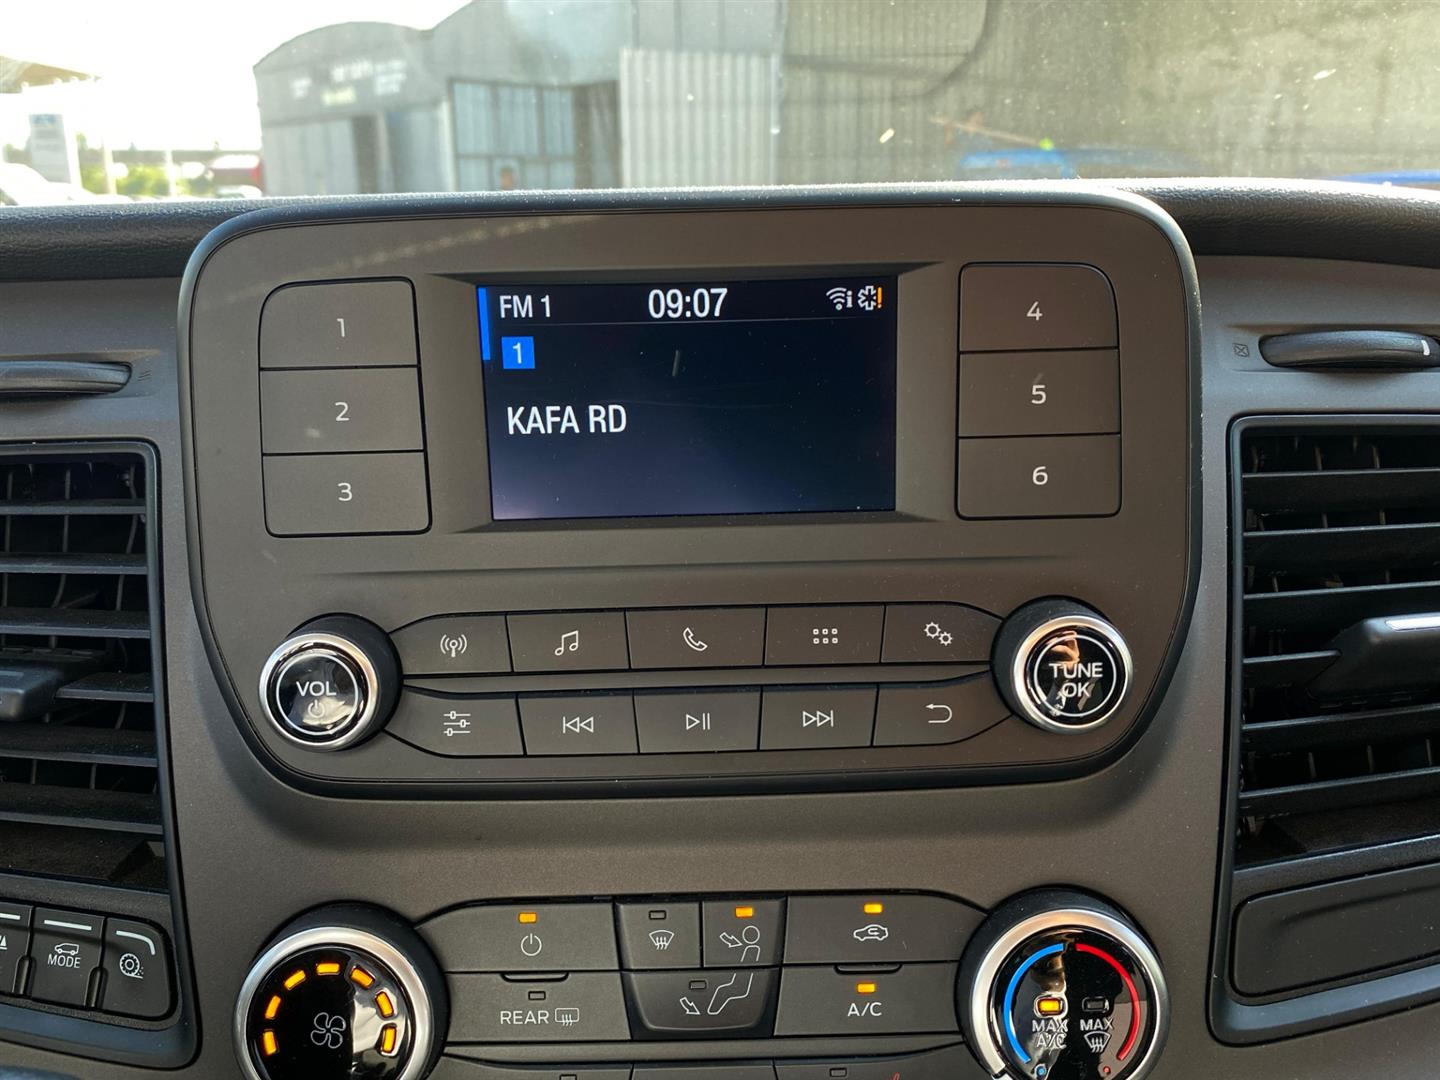 FM 1
09:07
i
!
1
KAFA RD
1
2
3
4
5
6
VOL
TUNE
OK
MODE
REAR
A/C
MAX
A/C
MAX